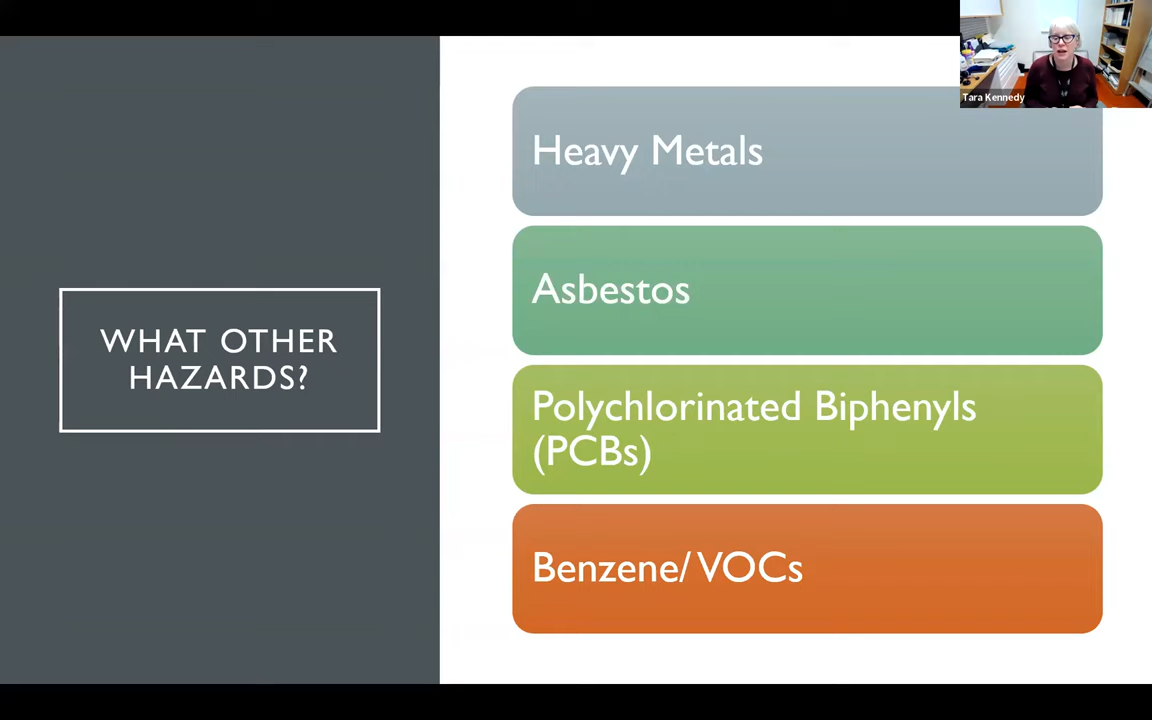 WHAT OTHER
HAZARDS?
Heavy Metals
Asbestos
Polychlorinated Biphenyls
(PCBs)
Benzene/ VOCs
Tara Kennedy